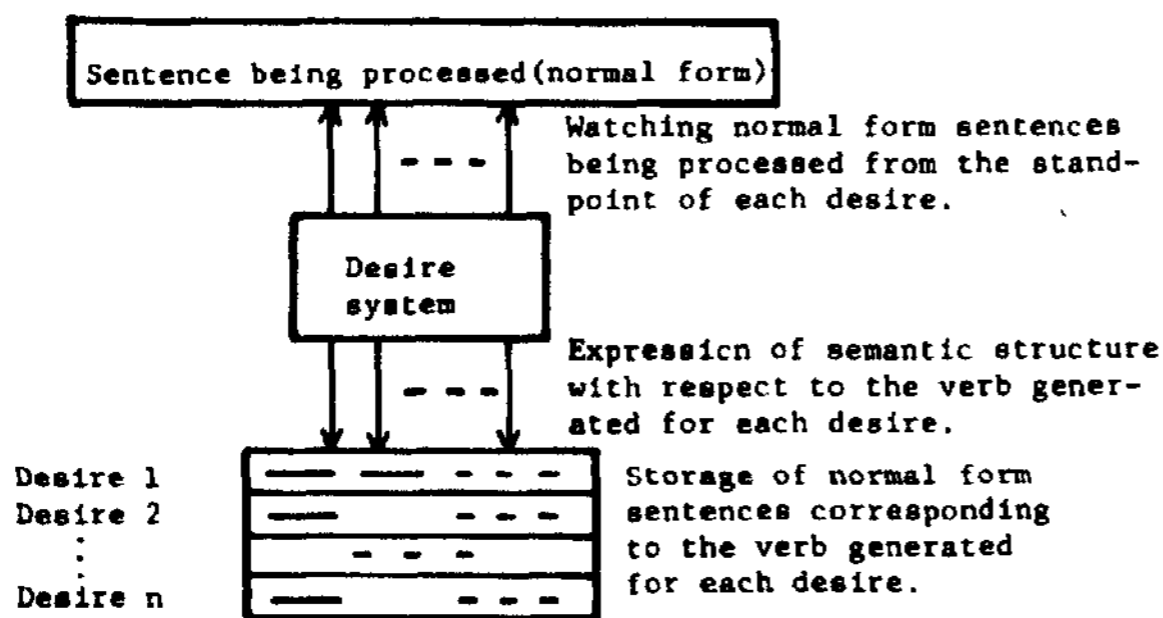 Sentence being processed(normal form)
Watching normal form sentences
being processed from the stand-
point of each desire.
Desire
system
Expression of semantic structure
with respect to the verb gener-
ated for each desire.
Desire 1
Desire 2
Desire n
Storage of normal form
sentences corresponding
to the verb generated
for each desire.